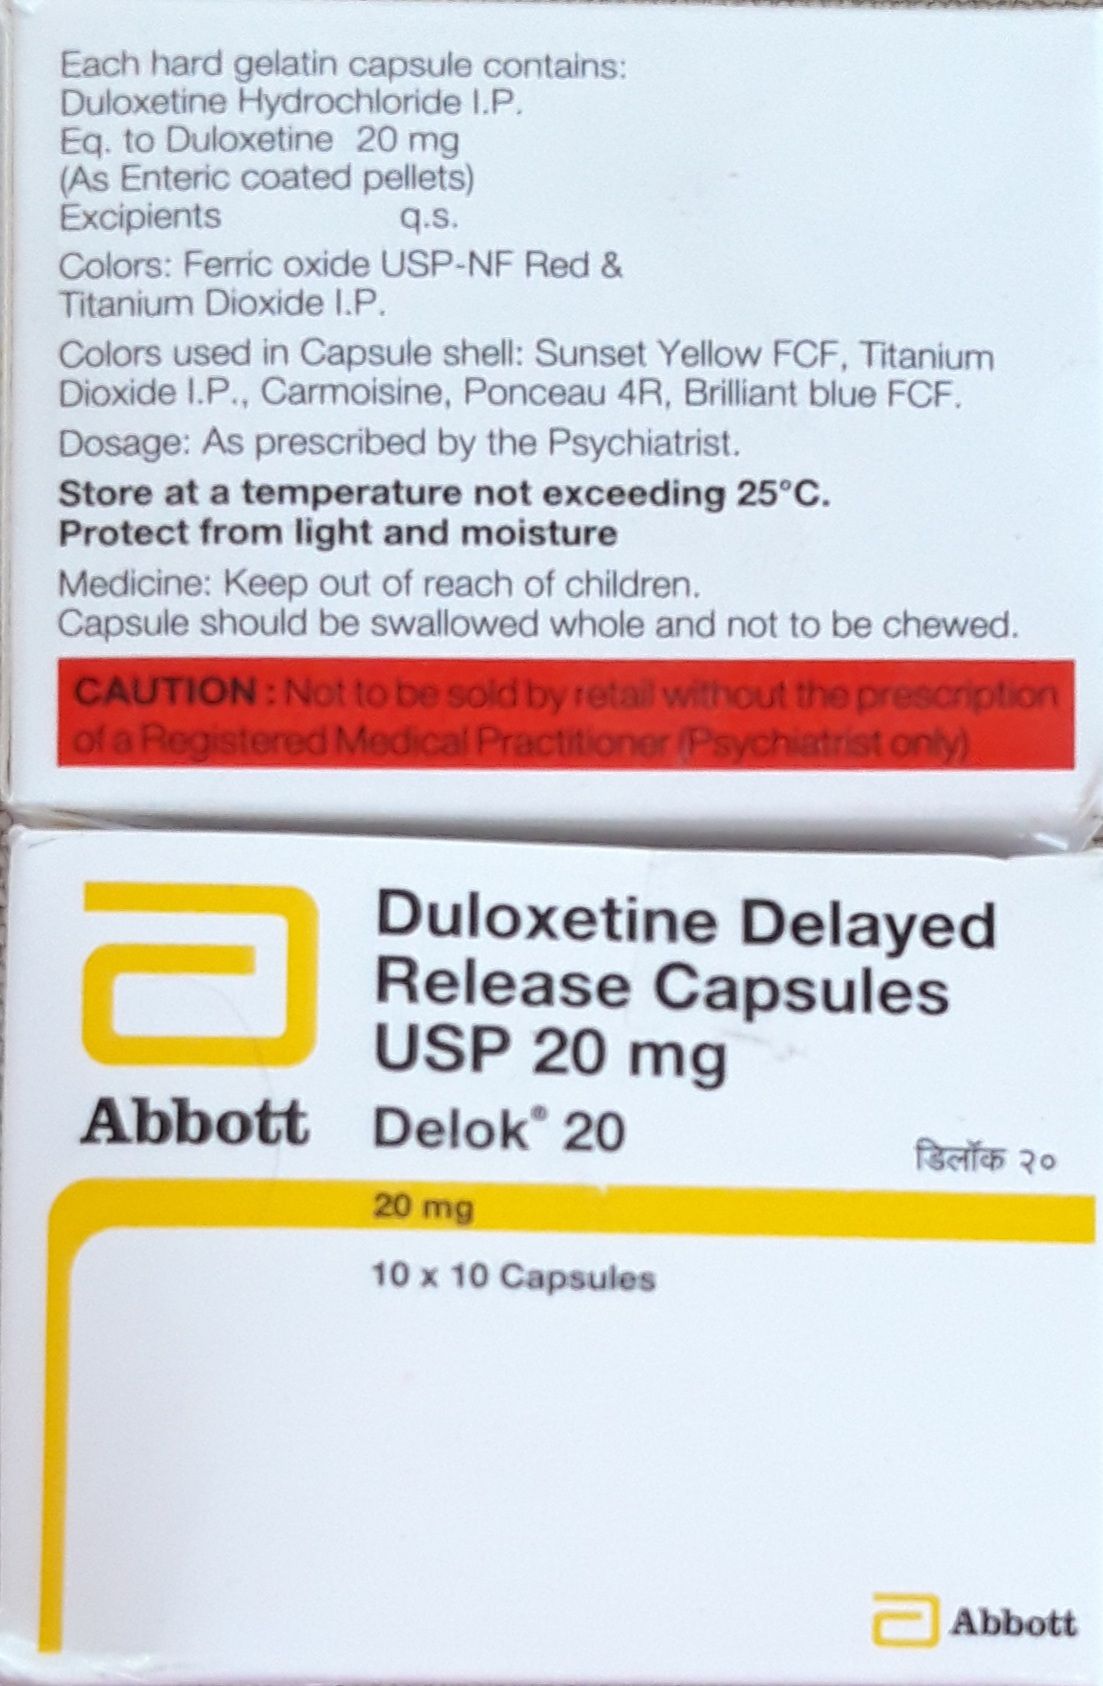 Each hard gelatin capsule contains:
Duloxetine Hydrochloride I.P.
Eq. to Duloxetine 20 mg
(As Enteric coated pellets)
Excipients q.s.
Colors: Ferric oxide USP-NF Red &
Titanium Dioxide I.P.
Colors used in Capsule shell: Sunset Yellow FCF, Titanium
Dioxide I.P., Carmoisine, Ponceau 4R, Brilliant blue FCF.
Dosage: As prescribed by the Psychiatrist.
Store at a temperature not exceeding 25°C.
Protect from light and moisture
Medicine: Keep out of reach of children.
Capsule should be swallowed whole and not to be chewed.
CAUTION : Not to be sold by retail without the prescription
of a Registered Medical Practitioner (Psychiatrist only)
Duloxetine Delayed
Release Capsules
USP 20 mg
Abbott Delok® 20
डिलॉक २०
20 mg
10 x 10 Capsules
Abbott